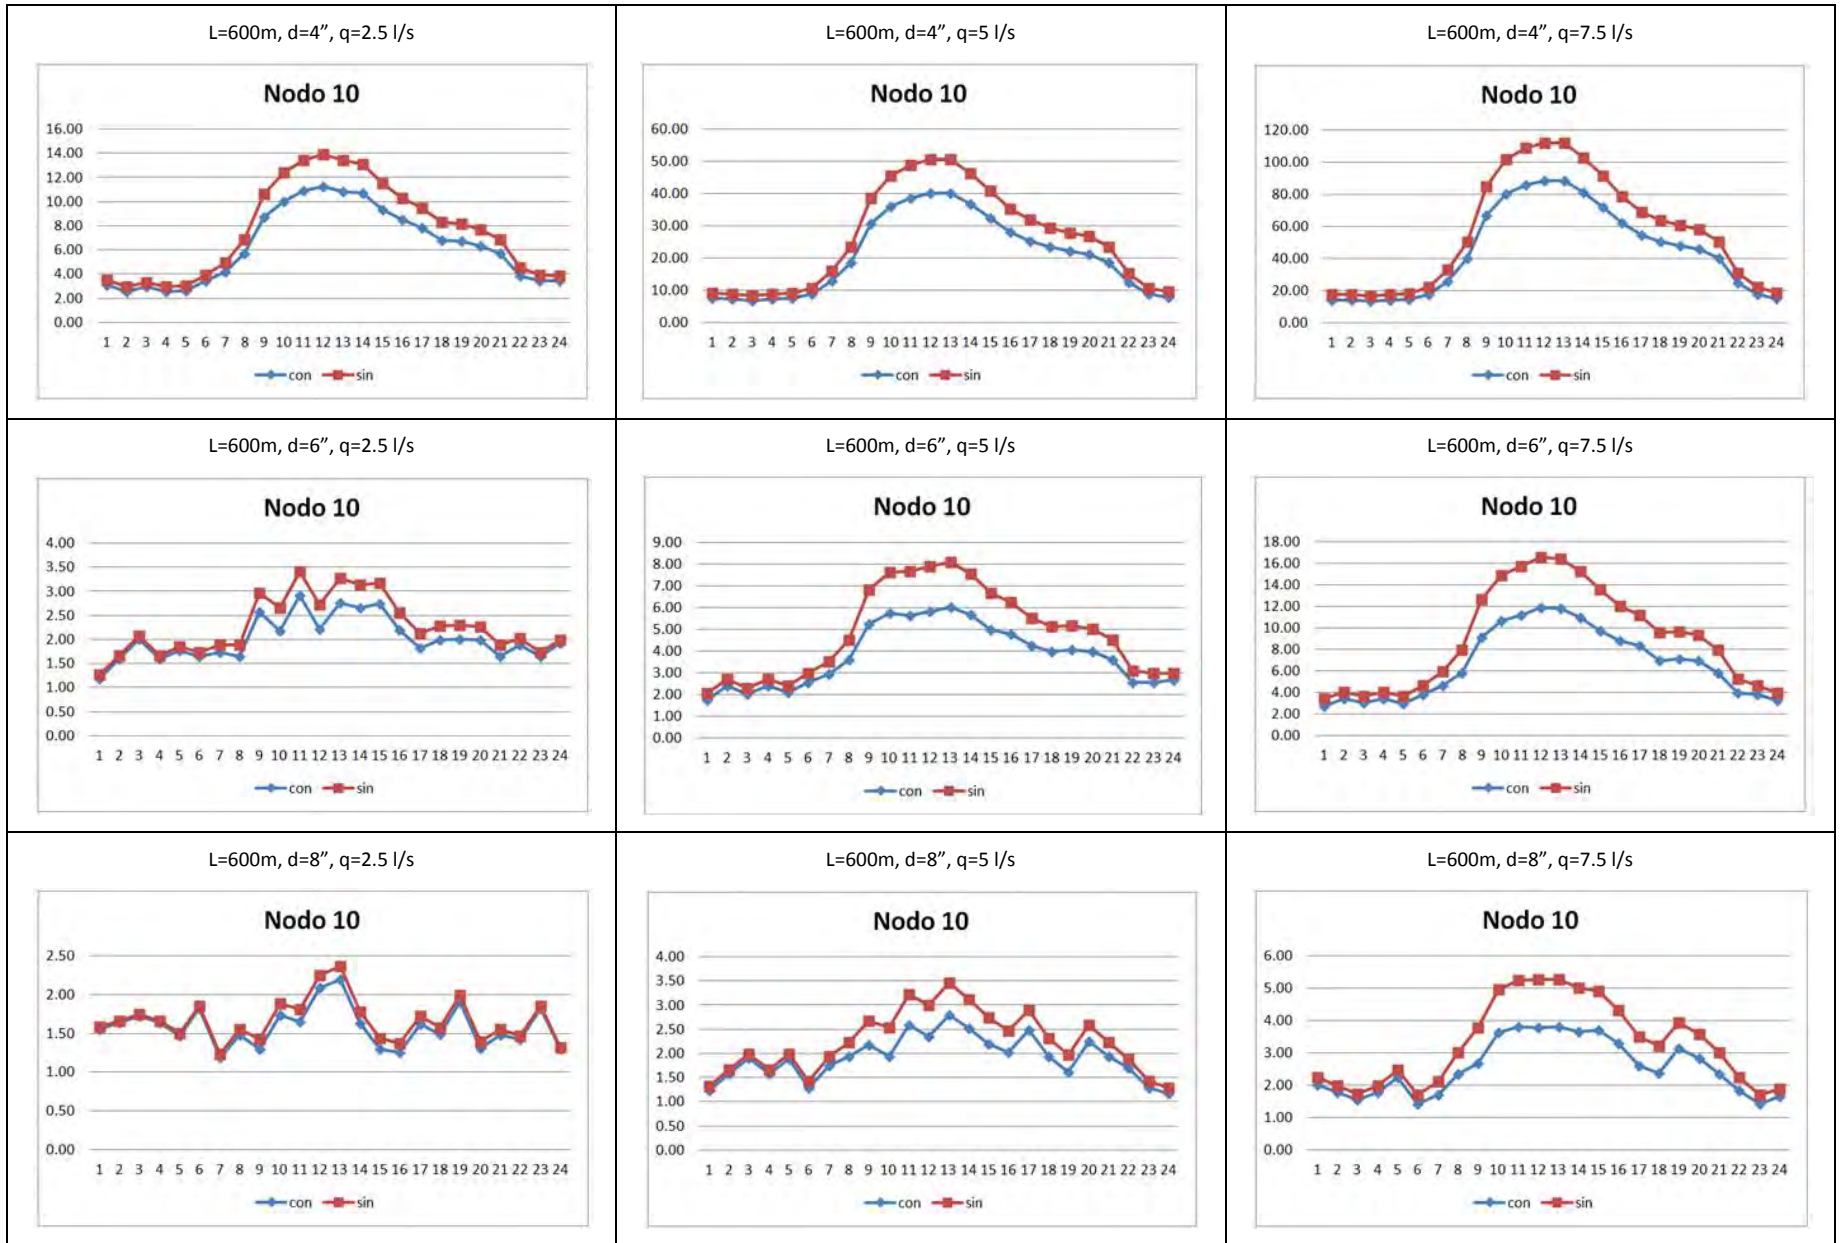 L=600m, d=4”, q=2.5 l/s
Nodo 10
16.00
14.00
12.00
10.00
8.00
6.00
4.00
2.00
0.00
1 2 3 4 5 6 7 8 9 10 11 12 13 14 15 16 17 18 19 20 21 22 23 24
con sin
L=600m, d=4”, q=5 l/s
Nodo 10
60.00
50.00
40.00
30.00
20.00
10.00
0.00
1 2 3 4 5 6 7 8 9 10 11 12 13 14 15 16 17 18 19 20 21 22 23 24
con sin
L=600m, d=4”, q=7.5 l/s
Nodo 10
120.00
100.00
80.00
60.00
40.00
20.00
0.00
1 2 3 4 5 6 7 8 9 10 11 12 13 14 15 16 17 18 19 20 21 22 23 24
con sin
L=600m, d=6”, q=2.5 l/s
Nodo 10
4.00
3.50
3.00
2.50
2.00
1.50
1.00
0.50
0.00
1 2 3 4 5 6 7 8 9 10 11 12 13 14 15 16 17 18 19 20 21 22 23 24
con sin
L=600m, d=6”, q=5 l/s
Nodo 10
9.00
8.00
7.00
6.00
5.00
4.00
3.00
2.00
1.00
0.00
1 2 3 4 5 6 7 8 9 10 11 12 13 14 15 16 17 18 19 20 21 22 23 24
con sin
L=600m, d=6”, q=7.5 l/s
Nodo 10
18.00
16.00
14.00
12.00
10.00
8.00
6.00
4.00
2.00
0.00
1 2 3 4 5 6 7 8 9 10 11 12 13 14 15 16 17 18 19 20 21 22 23 24
con sin
L=600m, d=8”, q=2.5 l/s
Nodo 10
2.50
2.00
1.50
1.00
0.50
0.00
1 2 3 4 5 6 7 8 9 10 11 12 13 14 15 16 17 18 19 20 21 22 23 24
con sin
L=600m, d=8”, q=5 l/s
Nodo 10
4.00
3.50
3.00
2.50
2.00
1.50
1.00
0.50
0.00
1 2 3 4 5 6 7 8 9 10 11 12 13 14 15 16 17 18 19 20 21 22 23 24
con sin
L=600m, d=8”, q=7.5 l/s
Nodo 10
6.00
5.00
4.00
3.00
2.00
1.00
0.00
1 2 3 4 5 6 7 8 9 10 11 12 13 14 15 16 17 18 19 20 21 22 23 24
con sin